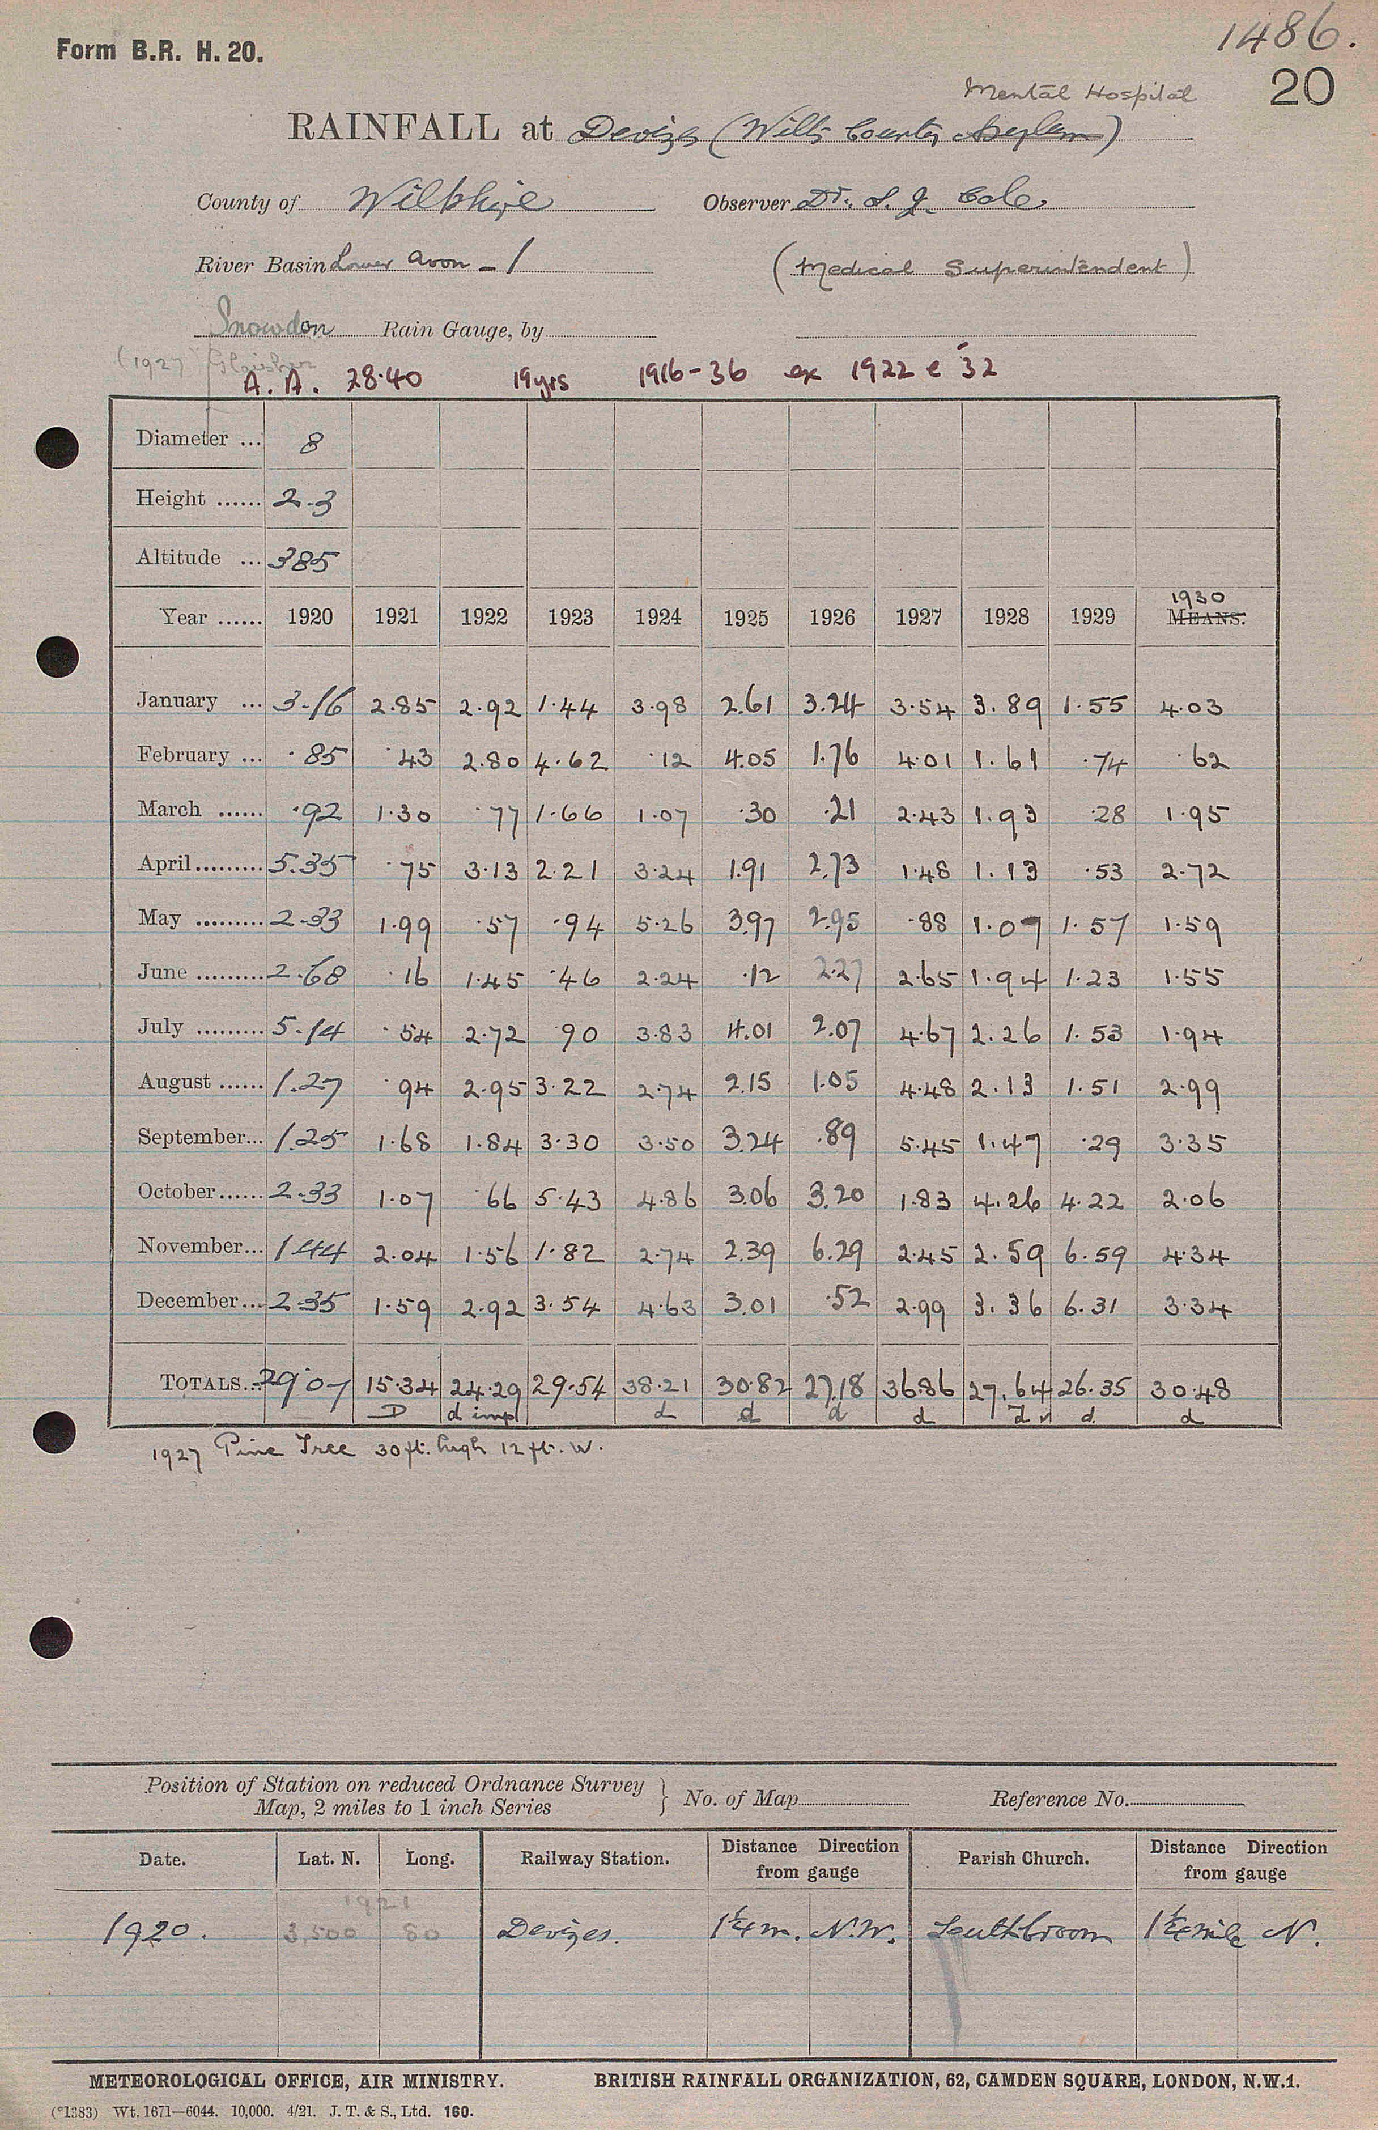 1486.
Form B.R. H. 20.
20
Mental Hospital
RAINFALL at Devizes (Wilts County Asylum)
County of Wiltshire Observer Dr. S. J. Cole
River Basin Lower Avon - 1 (Medical Superintendent)
Snowdon Rain Gauge, by
(1927)
A. A. 28.40 19 yrs 1916-36 ex 1922 & '32
Diameter ... 8
Height ...... 2-3
Altitude ... 385
1930
Year ...... 1920 1921 1922 1923 1924 1925 1926 1927 1928 1929 MEANS.
January ... 3.16 2.85 2.92 1.44 3.98 2.61 3.24 3.54 3.89 1.55 4.03
February ... .85 .43 2.80 4.62 .12 4.05 1.76 4.01 1.61 .74 .62
March ...... .92 1.30 .77 1.66 1.07 .30 .21 2.43 1.93 .28 1.95
April ......... 5.35 .75 3.13 2.21 3.24 1.91 2.73 1.48 1.13 .53 2.72
May ......... 2.33 1.99 .57 .94 5.26 3.97 2.95 .88 1.09 1.57 1.59
June ......... 2.68 .16 1.45 .46 2.24 .12 2.27 2.65 1.94 1.23 1.55
July ......... 5.14 .54 2.72 .90 3.83 4.01 2.07 4.67 2.26 1.53 1.94
August ...... 1.27 .94 2.95 3.22 2.74 2.15 1.05 4.48 2.13 1.51 2.99
September... 1.25 1.68 1.84 3.30 3.50 3.24 .89 5.45 1.47 .29 3.35
October...... 2.33 1.07 .66 5.43 4.86 3.06 3.20 1.83 4.26 4.22 2.06
November... 1.44 2.04 1.56 1.82 2.74 2.39 6.29 2.45 2.59 6.59 4.34
December... 2.35 1.59 2.92 3.54 4.63 3.01 .52 2.99 3.36 6.31 3.34
TOTALS... 29.07 15.34 24.29 29.54 38.21 30.82 27.18 36.86 27.64 26.35 30.48
D d impl d d d d d d
1927 Pine Tree 30 ft. high 12 ft. W.
Position of Station on reduced Ordnance Survey
Map, 2 miles to 1 inch Series } No. of Map Reference No.
Date. Lat. N. Long. Railway Station. Distance Direction from gauge Parish Church. Distance Direction from gauge
1921
1920. 3,500 80 Devizes. 1¼ m. N.W. Southbroom 1¼ mile N.
METEOROLOGICAL OFFICE, AIR MINISTRY. BRITISH RAINFALL ORGANIZATION, 62, CAMDEN SQUARE, LONDON, N.W.1.
(*1383) Wt. 1671—6044. 10,000. 4/21. J. T. & S., Ltd. 160.